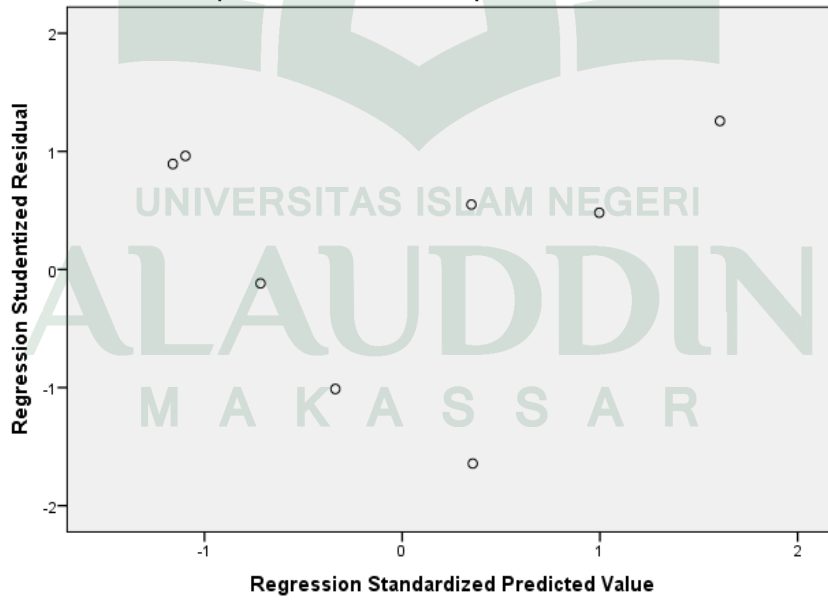 2
1
0
-1
-2
Regression Studentized Residual
UNIVERSITAS ISLAM NEGERI
ALAUDDIN
M A K A S S A R
-1 0 1 2
Regression Standardized Predicted Value